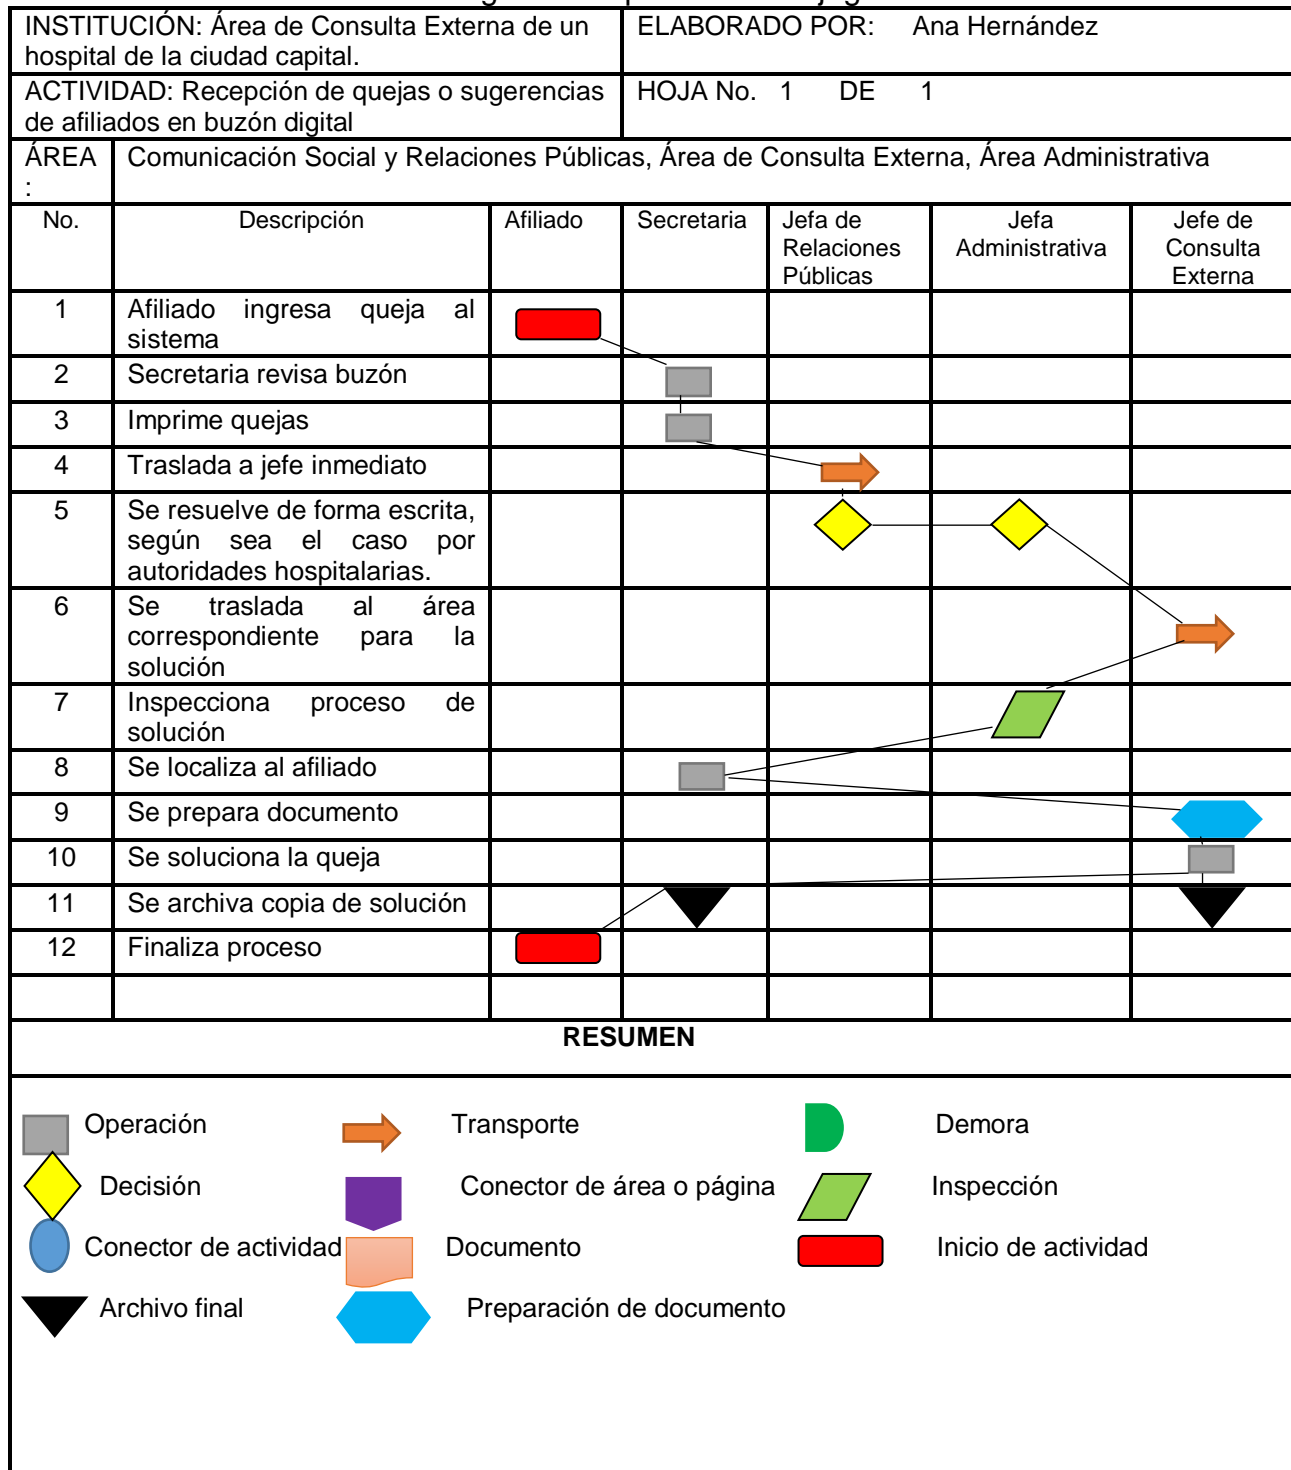 INSTITUCIÓN: Área de Consulta Externa de un
hospital de la ciudad capital.
ELABORADO POR: Ana Hernández
ACTIVIDAD: Recepción de quejas o sugerencias
de afiliados en buzón digital
HOJA No. 1 DE 1
ÁREA
:
Comunicación Social y Relaciones Públicas, Área de Consulta Externa, Área Administrativa
No.
Descripción
Afiliado
Secretaria
Jefa de
Relaciones
Públicas
Jefa
Administrativa
Jefe de
Consulta
Externa
1
Afiliado ingresa queja al
sistema
2
Secretaria revisa buzón
3
Imprime quejas
4
Traslada a jefe inmediato
5
Se resuelve de forma escrita,
según sea el caso por
autoridades hospitalarias.
6
Se traslada al área
correspondiente para la
solución
7
Inspecciona proceso de
solución
8
Se localiza al afiliado
9
Se prepara documento
10
Se soluciona la queja
11
Se archiva copia de solución
12
Finaliza proceso
RESUMEN
Operación
Transporte
Demora
Decisión
Conector de área o página
Inspección
Conector de actividad
Documento
Inicio de actividad
Archivo final
Preparación de documento